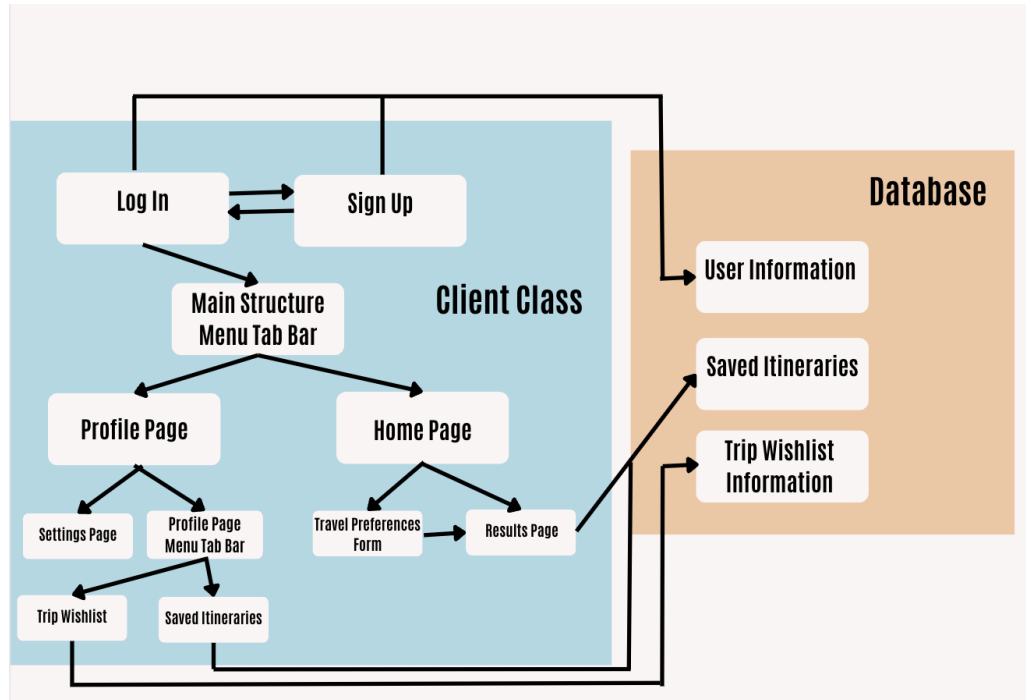 Database
Log In
Sign Up
User Information
Client Class
Main Structure
Menu Tab Bar
Saved Itineraries
Profile Page
Home Page
Trip Wishlist
Information
Settings Page
Profile Page
Menu Tab Bar
Travel Preferences
Form
Results Page
Trip Wishlist
Saved Itineraries